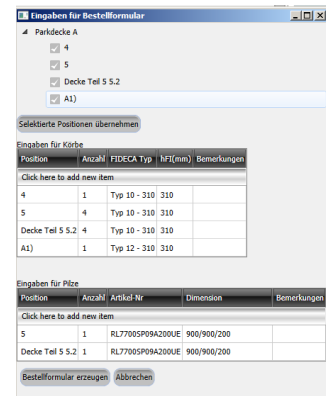 Eingaben für Bestellformular
Parkdecke A
4
5
Decke Teil 5 5.2
A1)
Selektierte Positionen übernehmen
Eingaben für Körbe
Position Anzahl FIDECA Typ hFI(mm) Bemerkungen
Click here to add new item
4 1 Typ 10 - 310 310
5 4 Typ 10 - 310 310
Decke Teil 5 5.2 4 Typ 10 - 310 310
A1) 1 Typ 12 - 310 310
Eingaben für Pilze
Position Anzahl Artikel-Nr Dimension Bemerkungen
Click here to add new item
5 1 RL7700SP09A200UE 900/900/200
Decke Teil 5 5.2 1 RL7700SP09A200UE 900/900/200
Bestellformular erzeugen Abbrechen